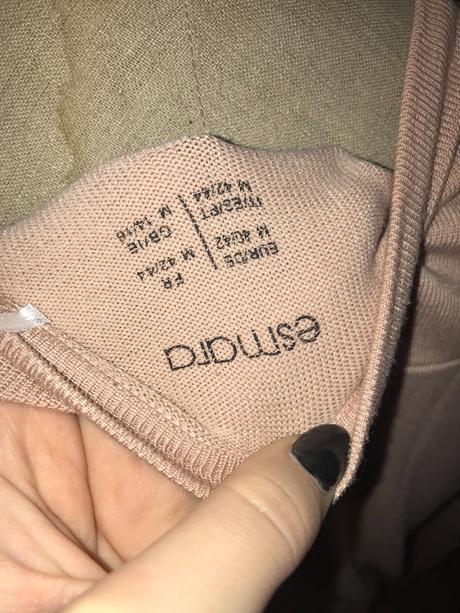 esmara
EUR/DE FR
M 40/42 M 42/44
IT/ES/PT GB/IE
M 42/44 M 14/16